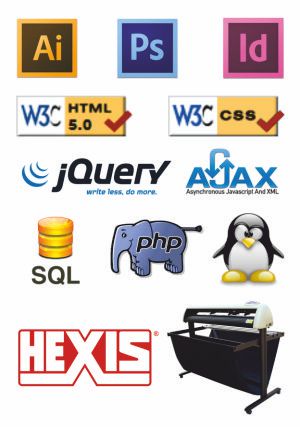 Ai
Ps
Id
W3C HTML 5.0
W3C CSS
jQuery
write less, do more.
AJAX
Asynchronous Javascript And XML
SQL
php
HEXIS®